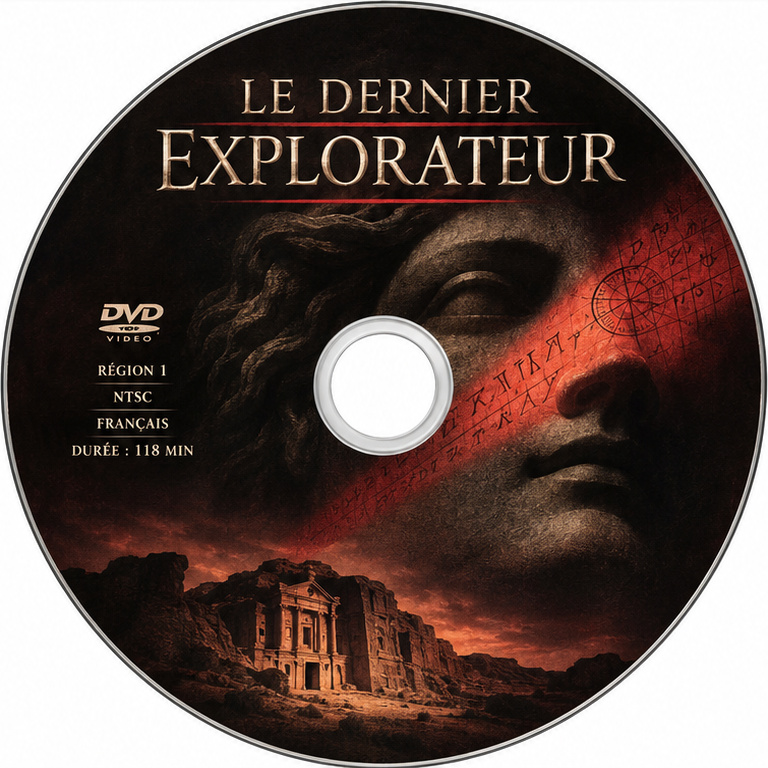 LE DERNIER
EXPLORATEUR
DVD
VIDEO
RÉGION 1
NTSC
FRANÇAIS
DURÉE : 118 MIN